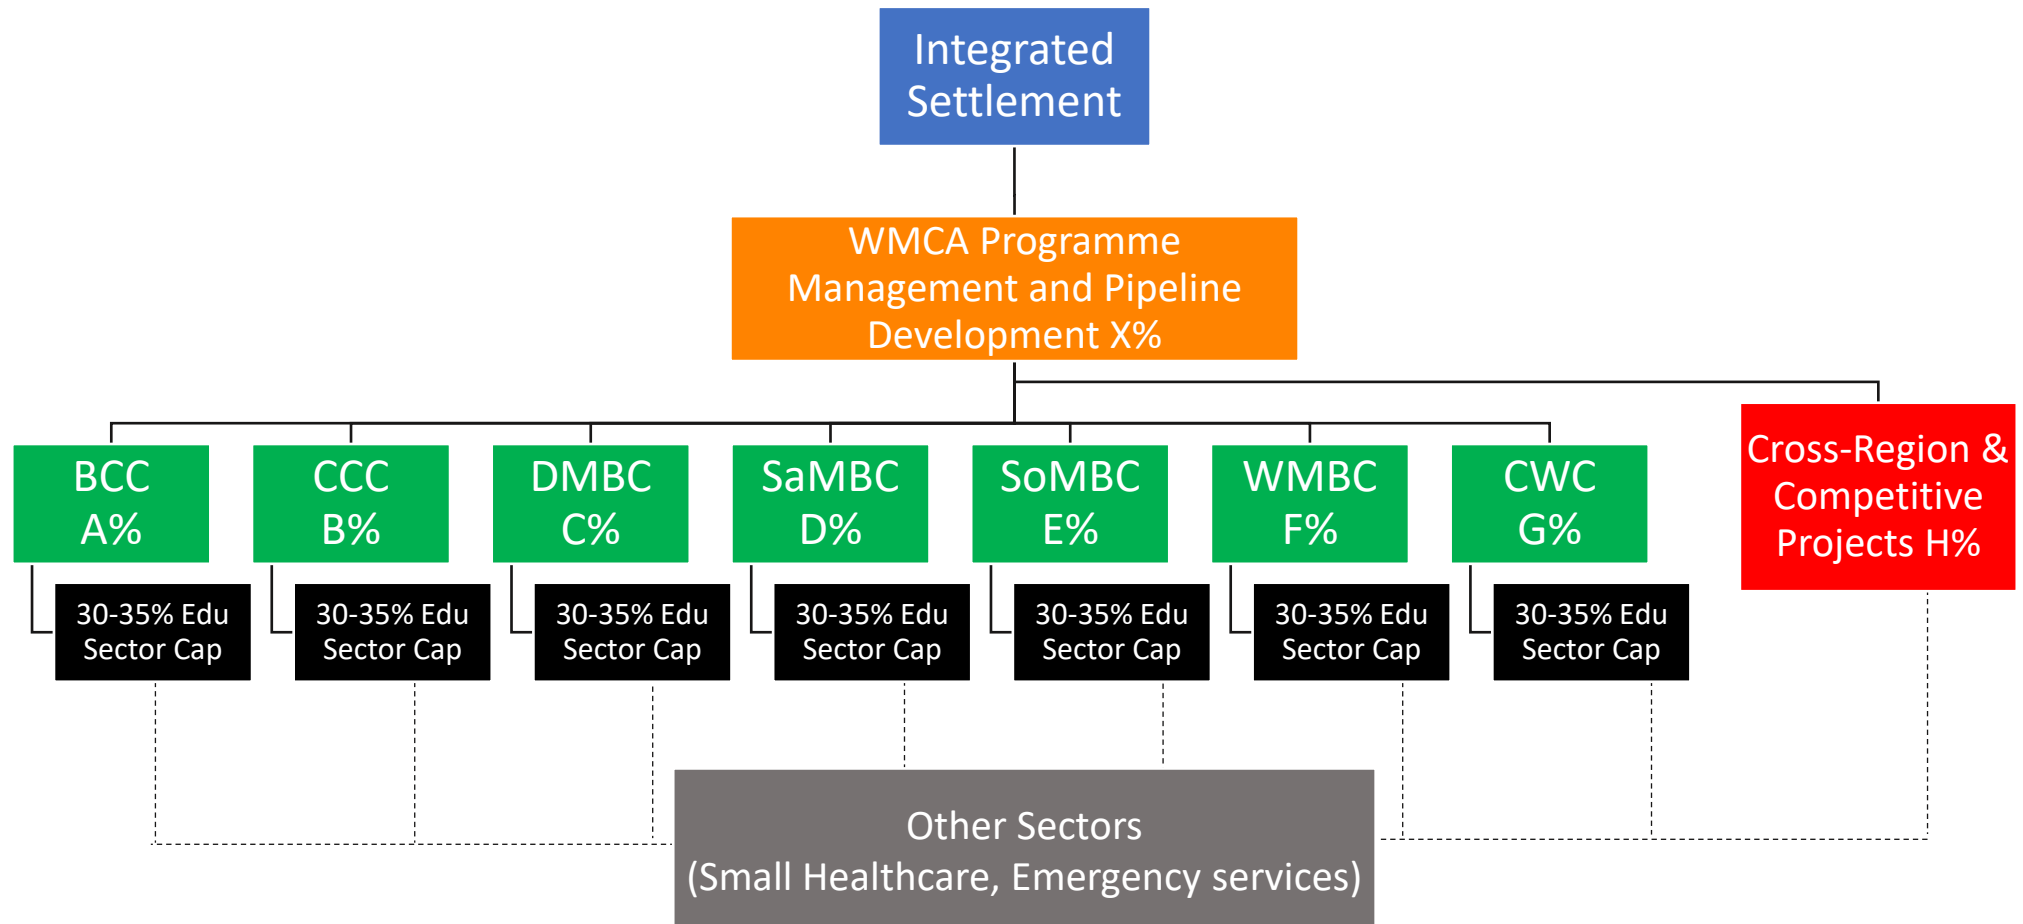 Integrated
Settlement
WMCA Programme
Management and Pipeline
Development X%
BCC
A%
CCC
B%
DMBC
C%
SaMBC
D%
SoMBC
E%
WMBC
F%
CWC
G%
Cross-Region &
Competitive
Projects H%
30-35% Edu
Sector Cap
30-35% Edu
Sector Cap
30-35% Edu
Sector Cap
30-35% Edu
Sector Cap
30-35% Edu
Sector Cap
30-35% Edu
Sector Cap
30-35% Edu
Sector Cap
Other Sectors
(Small Healthcare, Emergency services)